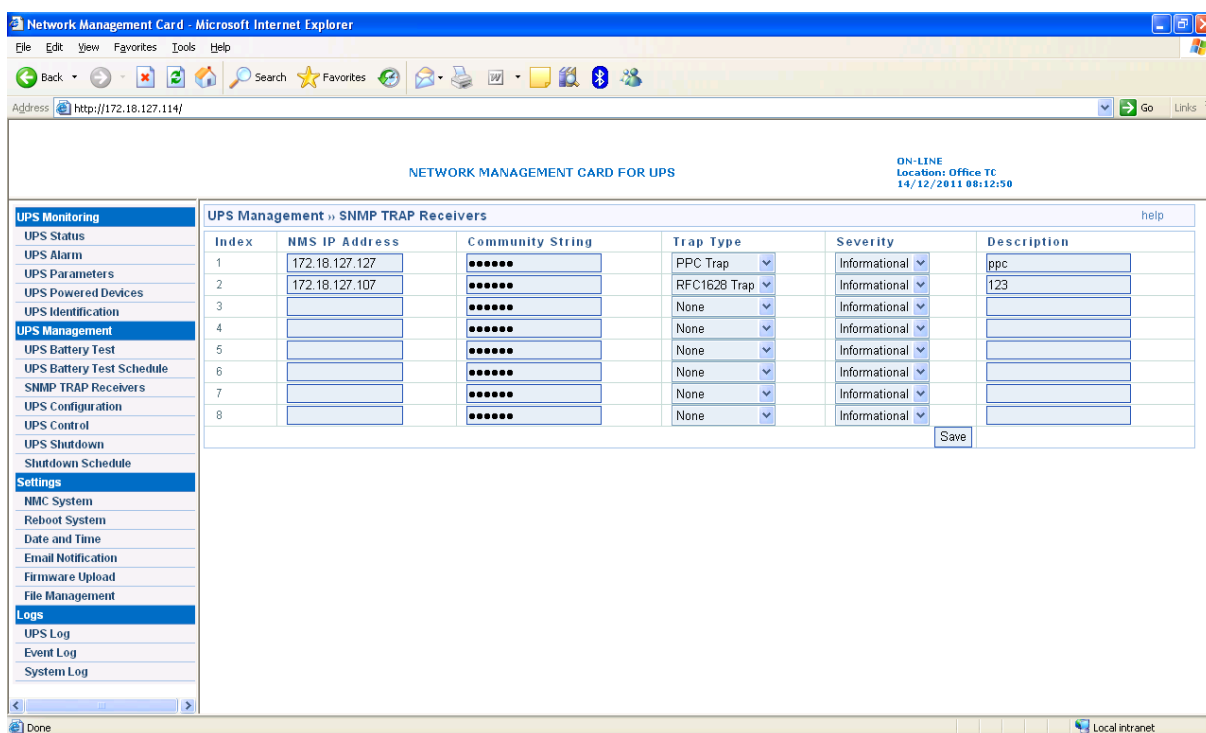 Network Management Card - Microsoft Internet Explorer
File Edit View Favorites Tools Help
Back Search Favorites
Address http://172.18.127.114/ Go Links
NETWORK MANAGEMENT CARD FOR UPS
ON-LINE
Location: Office TC
14/12/2011 08:12:50
UPS Monitoring
UPS Status
UPS Alarm
UPS Parameters
UPS Powered Devices
UPS Identification
UPS Management
UPS Battery Test
UPS Battery Test Schedule
SNMP TRAP Receivers
UPS Configuration
UPS Control
UPS Shutdown
Shutdown Schedule
Settings
NMC System
Reboot System
Date and Time
Email Notification
Firmware Upload
File Management
Logs
UPS Log
Event Log
System Log
UPS Management » SNMP TRAP Receivers help
Index NMS IP Address Community String Trap Type Severity Description
1 172.18.127.127 ●●●●●● PPC Trap Informational ppc
2 172.18.127.107 ●●●●●● RFC1628 Trap Informational 123
3 ●●●●●● None Informational
4 ●●●●●● None Informational
5 ●●●●●● None Informational
6 ●●●●●● None Informational
7 ●●●●●● None Informational
8 ●●●●●● None Informational
Save
Done Local intranet